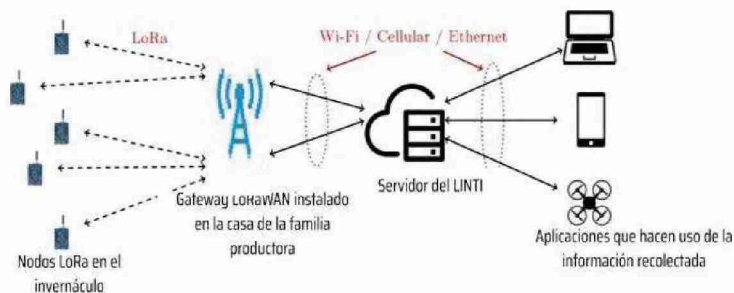 LoRa
Wi-Fi / Cellular / Ethernet
Gateway LoRaWAN instalado
en la casa de la familia
productora
Servidor del LINTI
Nodos LoRa en el
invernáculo
Aplicaciones que hacen uso de la
información recolectada